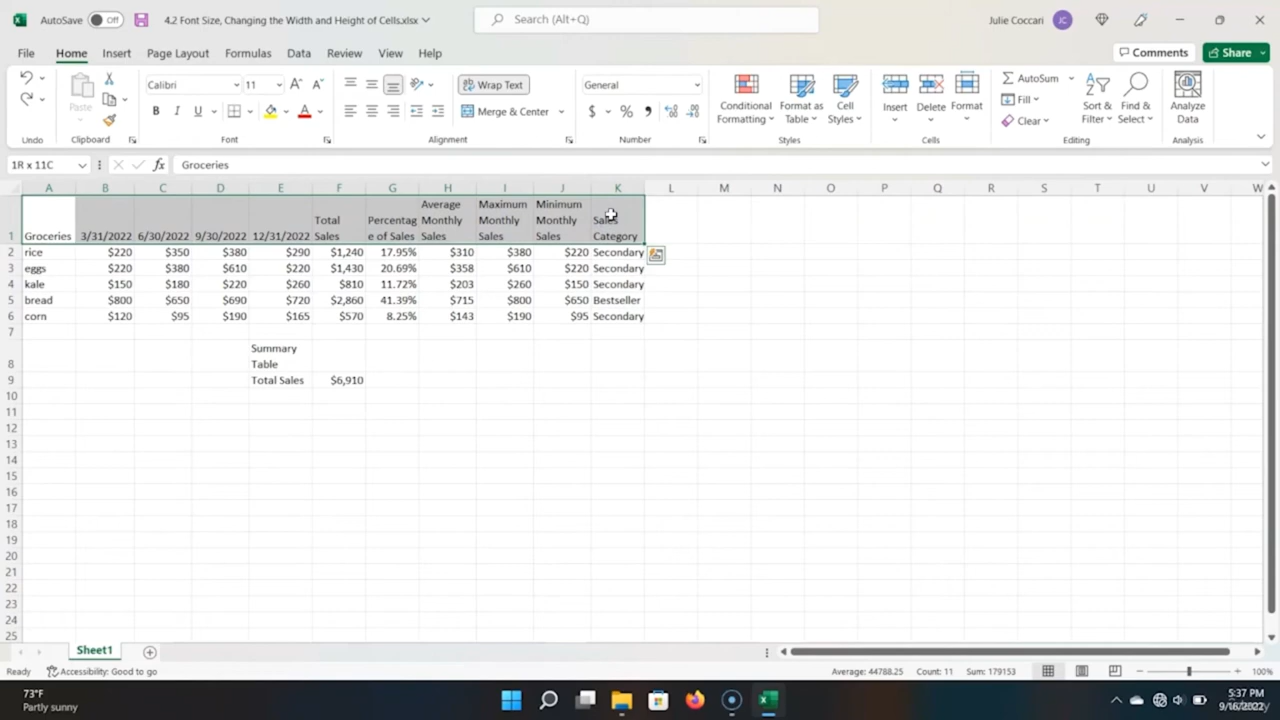 AutoSave Off 4.2 Font Size, Changing the Width and Height of Cells.xlsx Search (Alt+Q) Julie Coccari JC
File Home Insert Page Layout Formulas Data Review View Help Comments Share
Paste Calibri 11 A A Wrap Text General Conditional Formatting Format as Table Cell Styles Insert Delete Format AutoSum Sort & Filter Find & Select Analyze Data
B I U A Merge & Center $ % Fill Clear
Undo Clipboard Font Alignment Number Styles Cells Editing Analysis
1R x 11C fx Groceries
A B C D E F G H I J K L M N O P Q R S T U V W
1 Groceries 3/31/2022 6/30/2022 9/30/2022 12/31/2022 Total Sales Percentage of Sales Average Monthly Sales Maximum Monthly Sales Minimum Monthly Sales Sales Category
2 rice $220 $350 $380 $290 $1,240 17.95% $310 $380 $220 Secondary
3 eggs $220 $380 $610 $220 $1,430 20.69% $358 $610 $220 Secondary
4 kale $150 $180 $220 $260 $810 11.72% $203 $260 $150 Secondary
5 bread $800 $650 $690 $720 $2,860 41.39% $715 $800 $650 Bestseller
6 corn $120 $95 $190 $165 $570 8.25% $143 $190 $95 Secondary
7
8 Summary Table
9 Total Sales $6,910
10
11
12
13
14
15
16
17
18
19
20
21
22
23
24
25
Sheet1
Ready Accessibility: Good to go Average: 44788.25 Count: 11 Sum: 179153 100%
73°F
Partly sunny
5:37 PM
9/16/2022